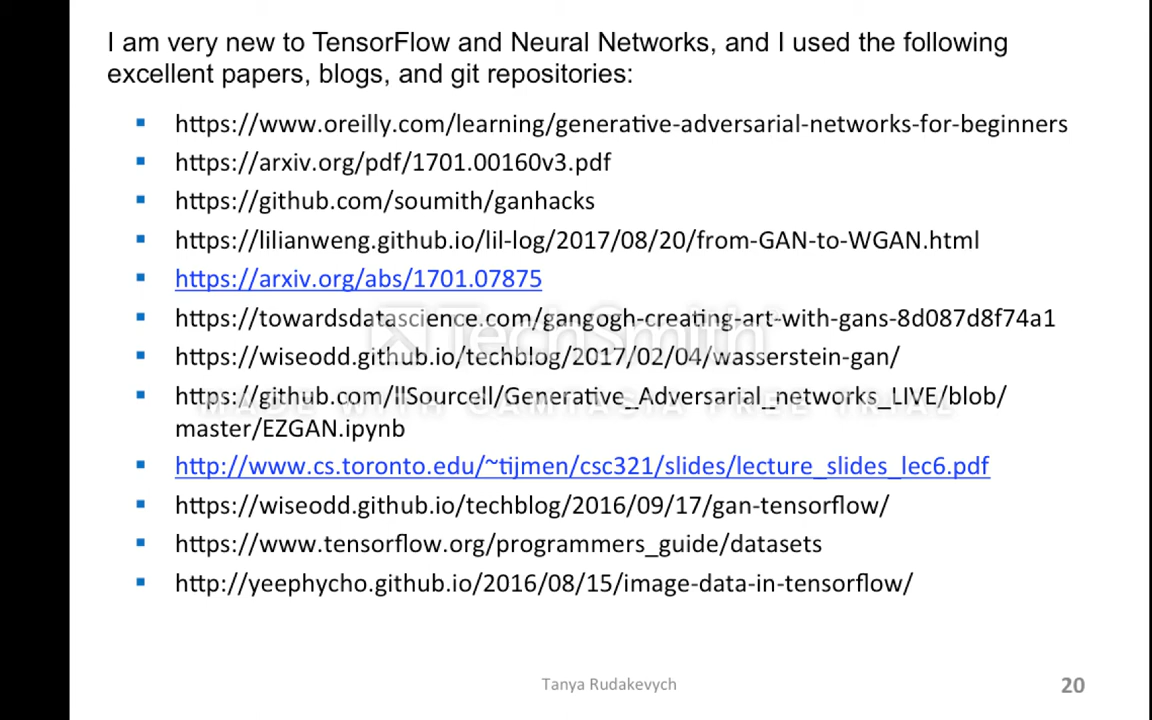 I am very new to TensorFlow and Neural Networks, and I used the following
excellent papers, blogs, and git repositories:
https://www.oreilly.com/learning/generative-adversarial-networks-for-beginners
https://arxiv.org/pdf/1701.00160v3.pdf
https://github.com/soumith/ganhacks
https://lilianweng.github.io/lil-log/2017/08/20/from-GAN-to-WGAN.html
https://arxiv.org/abs/1701.07875
TechSmith
https://towardsdatascience.com/gangogh-creating-art-with-gans-8d087d8f74a1
https://wiseodd.github.io/techblog/2017/02/04/wasserstein-gan/
https://github.com/llSourcell/Generative_Adversarial_networks_LIVE/blob/
MADE WITH CAMTASIA FREE TRIAL
master/EZGAN.ipynb
http://www.cs.toronto.edu/~tijmen/csc321/slides/lecture_slides_lec6.pdf
https://wiseodd.github.io/techblog/2016/09/17/gan-tensorflow/
https://www.tensorflow.org/programmers_guide/datasets
http://yeephycho.github.io/2016/08/15/image-data-in-tensorflow/
Tanya Rudakevych
20